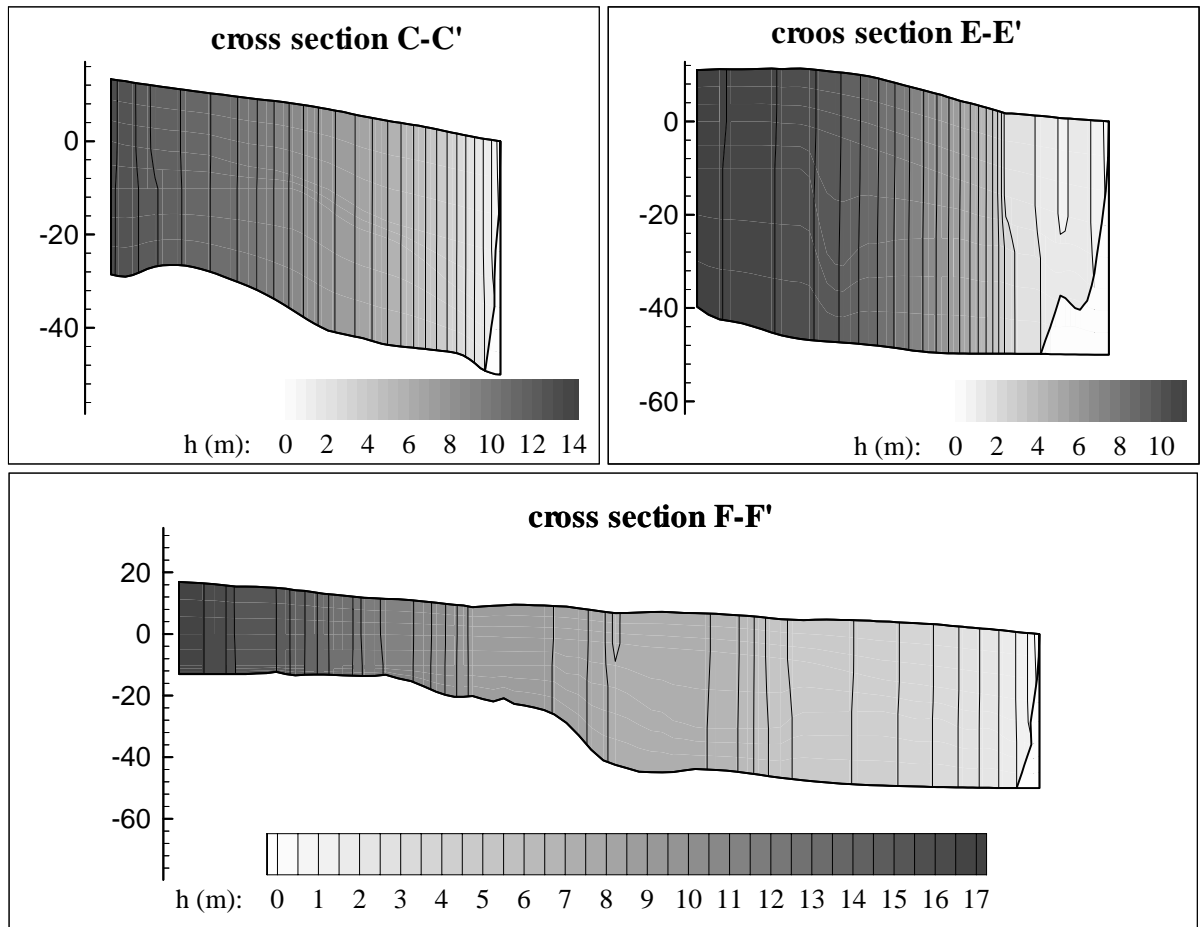 cross section C-C'
0
-20
-40
h (m): 0 2 4 6 8 10 12 14
croos section E-E'
0
-20
-40
-60
h (m): 0 2 4 6 8 10
cross section F-F'
20
0
-20
-40
-60
h (m): 0 1 2 3 4 5 6 7 8 9 10 11 12 13 14 15 16 17